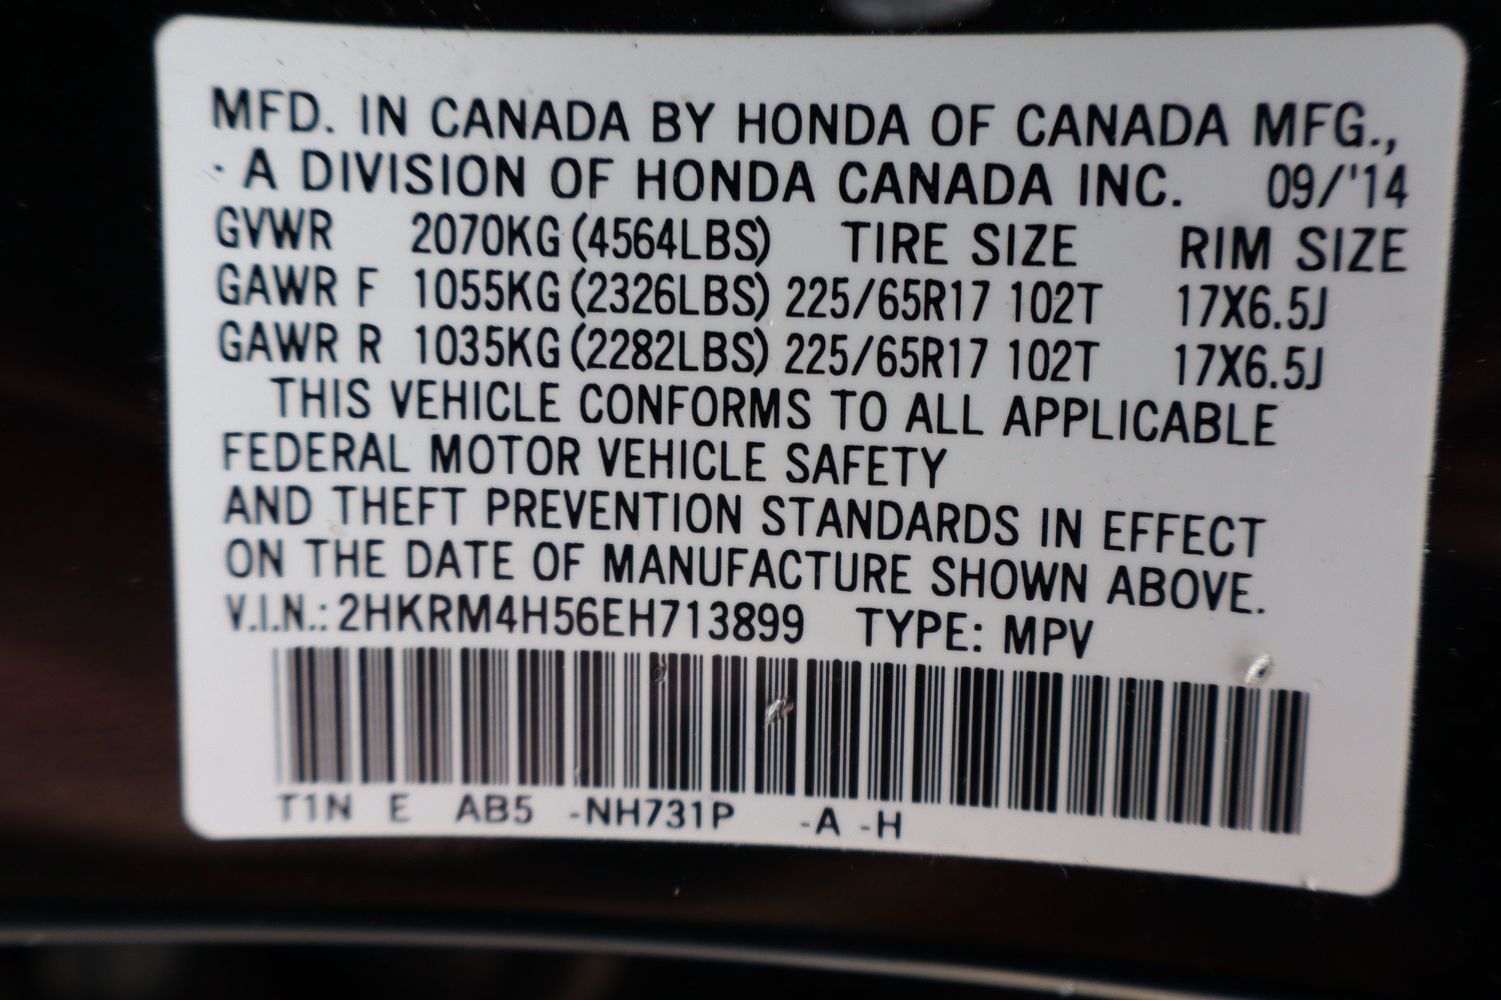 MFD. IN CANADA BY HONDA OF CANADA MFG.,
· A DIVISION OF HONDA CANADA INC. 09/'14
GVWR 2070KG (4564LBS) TIRE SIZE RIM SIZE
GAWR F 1055KG (2326LBS) 225/65R17 102T 17X6.5J
GAWR R 1035KG (2282LBS) 225/65R17 102T 17X6.5J
THIS VEHICLE CONFORMS TO ALL APPLICABLE
FEDERAL MOTOR VEHICLE SAFETY
AND THEFT PREVENTION STANDARDS IN EFFECT
ON THE DATE OF MANUFACTURE SHOWN ABOVE.
V.I.N.: 2HKRM4H56EH713899 TYPE: MPV
T1N E AB5 -NH731P -A -H